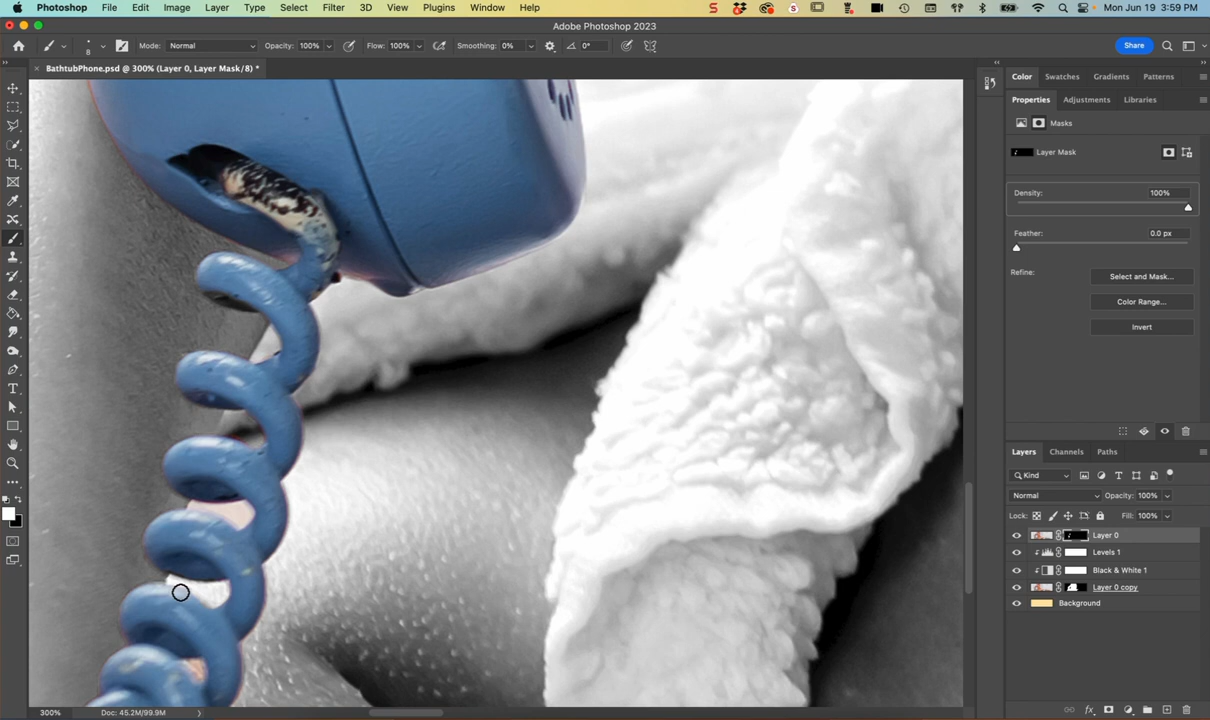 Photoshop File Edit Image Layer Type Select Filter 3D View Plugins Window Help Mon Jun 19 3:59 PM
Adobe Photoshop 2023
8 Mode: Normal Opacity: 100% Flow: 100% Smoothing: 0% 0° Share
BathtubPhone.psd @ 300% (Layer 0, Layer Mask/8) *
Color Swatches Gradients Patterns
Properties Adjustments Libraries
Masks
Layer Mask
Density: 100%
Feather: 0.0 px
Refine: Select and Mask...
Color Range...
Invert
Layers Channels Paths
Kind
Normal Opacity: 100%
Lock: Fill: 100%
Layer 0
Levels 1
Black & White 1
Layer 0 copy
Background
300% Doc: 45.2M/99.9M